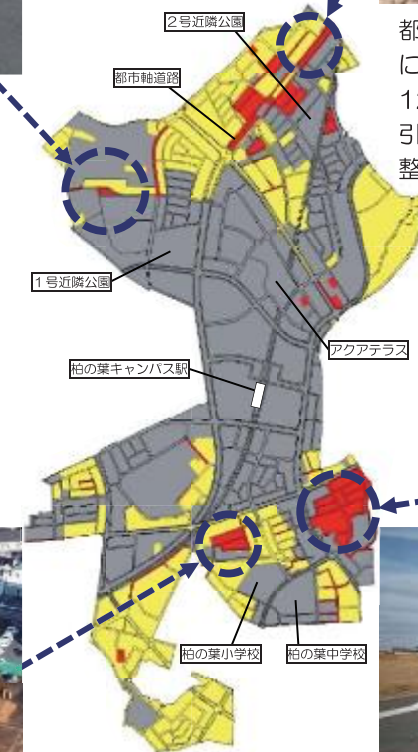 2号近隣公園
都
に
都市軸道路
12
引
整
1号近隣公園
アクアテラス
柏の葉キャンパス駅
柏の葉小学校
柏の葉中学校